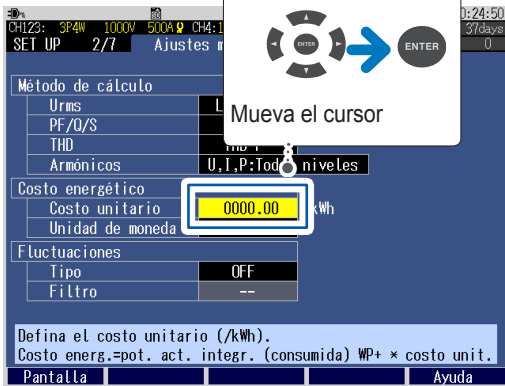 CH123: 3P4W 1000V 500A CH4:1
0:24:50
37days
SET UP 2/7 Ajustes m
0
ENTER
ENTER
Mueva el cursor
Método de cálculo
Urms L
PF/Q/S
THD THD-F
Armónicos U,I,P:Todos niveles
Costo energético
Costo unitario 0000.00 /kWh
Unidad de moneda
Fluctuaciones
Tipo OFF
Filtro --
Defina el costo unitario (/kWh).
Costo energ.=pot. act. integr. (consumida) WP+ * costo unit.
Pantalla Ayuda